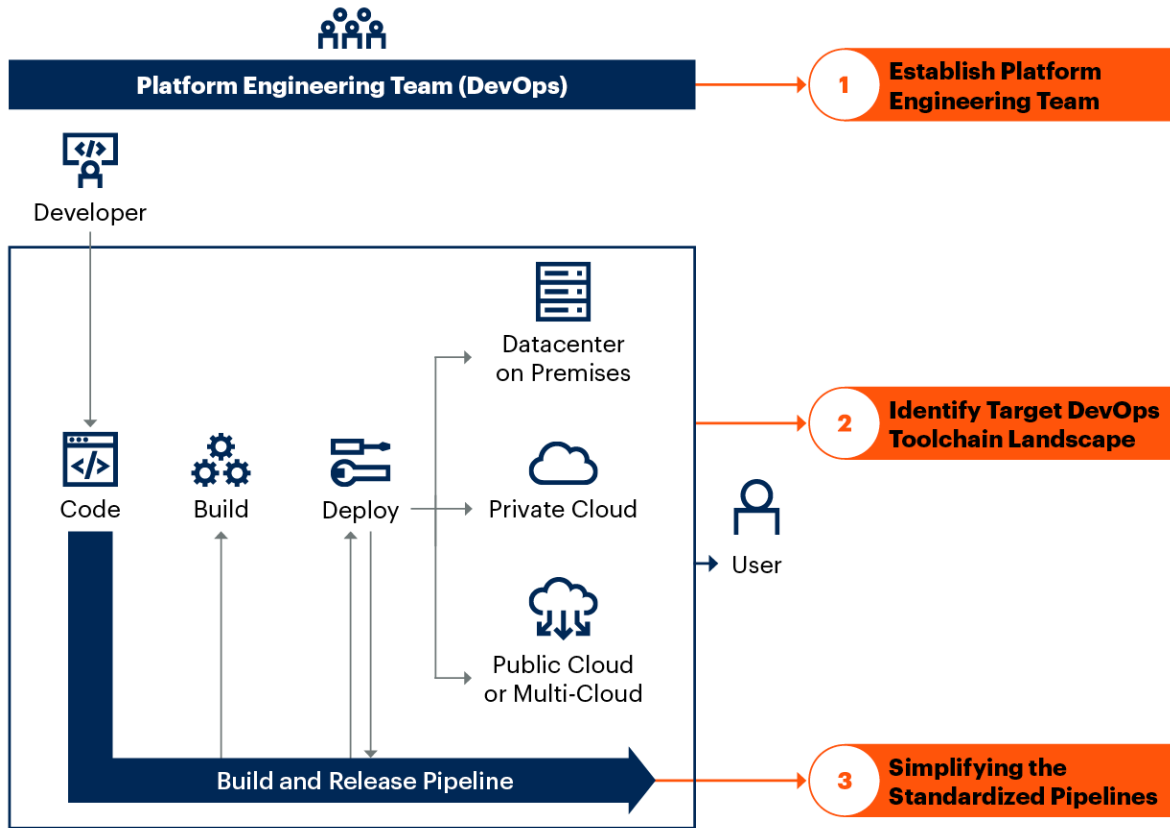 Platform Engineering Team (DevOps)
1
Establish Platform
Engineering Team
</>
Developer
Datacenter
on Premises
2
Identify Target DevOps
Toolchain Landscape
</>
Code
Build
Deploy
Private Cloud
User
Public Cloud
or Multi-Cloud
Build and Release Pipeline
3
Simplifying the
Standardized Pipelines